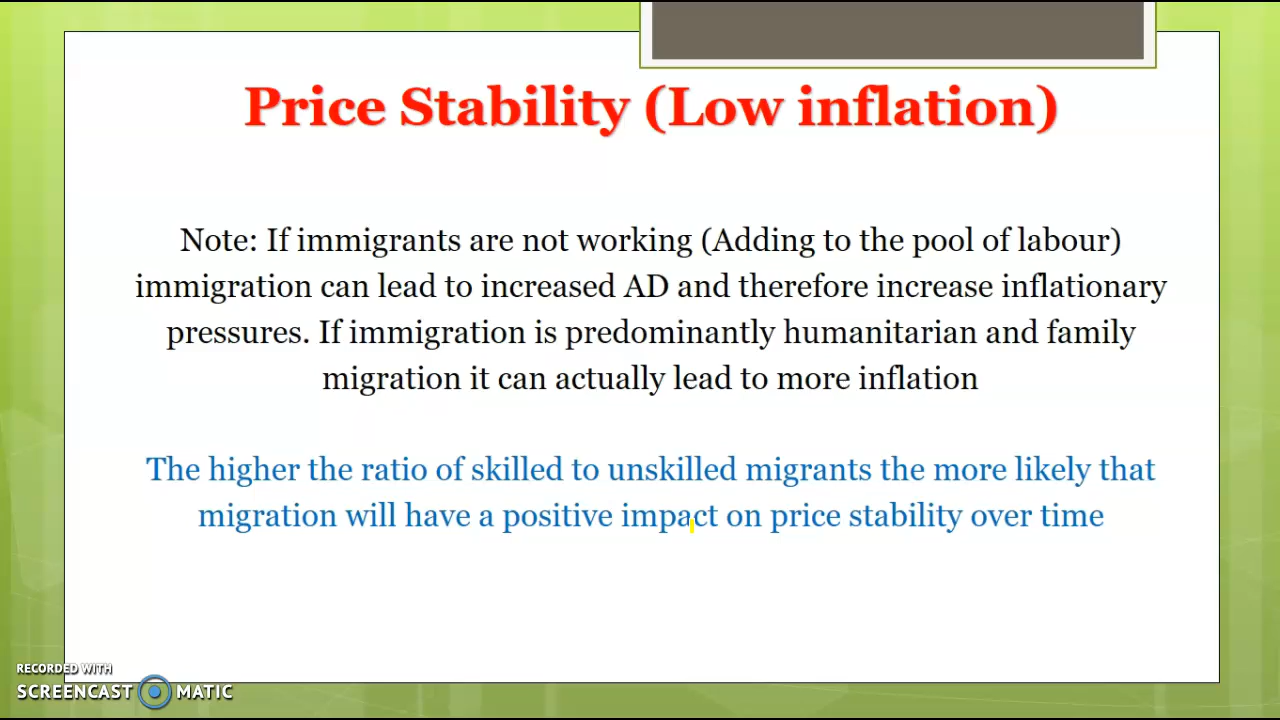 Price Stability (Low inflation)
Note: If immigrants are not working (Adding to the pool of labour)
immigration can lead to increased AD and therefore increase inflationary
pressures. If immigration is predominantly humanitarian and family
migration it can actually lead to more inflation
The higher the ratio of skilled to unskilled migrants the more likely that
migration will have a positive impact on price stability over time
RECORDED WITH
SCREENCAST MATIC